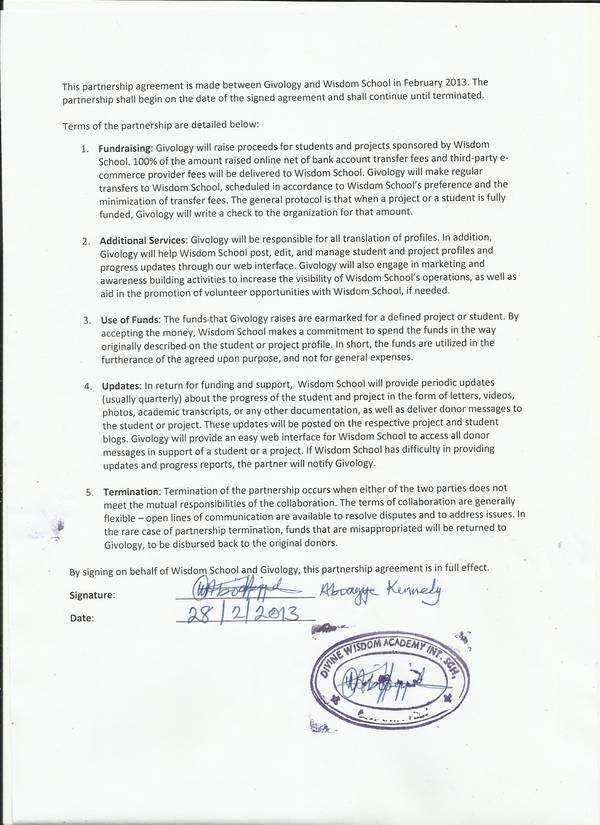 This partnership agreement is made between Givology and Wisdom School in February 2013. The
partnership shall begin on the date of the signed agreement and shall continue until terminated.
Terms of the partnership are detailed below:
1. Fundraising: Givology will raise proceeds for students and projects sponsored by Wisdom
School. 100% of the amount raised online net of bank account transfer fees and third-party e-
commerce provider fees will be delivered to Wisdom School. Givology will make regular
transfers to Wisdom School, scheduled in accordance to Wisdom School's preference and the
minimization of transfer fees. The general protocol is that when a project or a student is fully
funded, Givology will write a check to the organization for that amount.
2. Additional Services: Givology will be responsible for all translation of profiles. In addition,
Givology will help Wisdom School post, edit, and manage student and project profiles and
progress updates through our web interface. Givology will also engage in marketing and
awareness building activities to increase the visibility of Wisdom School's operations, as well as
aid in the promotion of volunteer opportunities with Wisdom School, if needed.
3. Use of Funds: The funds that Givology raises are earmarked for a defined project or student. By
accepting the money, Wisdom School makes a commitment to spend the funds in the way
originally described on the student or project profile. In short, the funds are utilized in the
furtherance of the agreed upon purpose, and not for general expenses.
4. Updates: In return for funding and support, Wisdom School will provide periodic updates
(usually quarterly) about the progress of the student and project in the form of letters, videos,
photos, academic transcripts, or any other documentation, as well as deliver donor messages to
the student or project. These updates will be posted on the respective project and student
blogs. Givology will provide an easy web interface for Wisdom School to access all donor
messages in support of a student or a project. If Wisdom School has difficulty in providing
updates and progress reports, the partner will notify Givology.
5. Termination: Termination of the partnership occurs when either of the two parties does not
meet the mutual responsibilities of the collaboration. The terms of collaboration are generally
flexible – open lines of communication are available to resolve disputes and to address issues. In
the rare case of partnership termination, funds that are misappropriated will be returned to
Givology, to be disbursed back to the original donors.
By signing on behalf of Wisdom School and Givology, this partnership agreement is in full effect.
Signature: Kennedy
Date: 28/2/2013
DIVINE WISDOM ACADEMY INT. SCH.